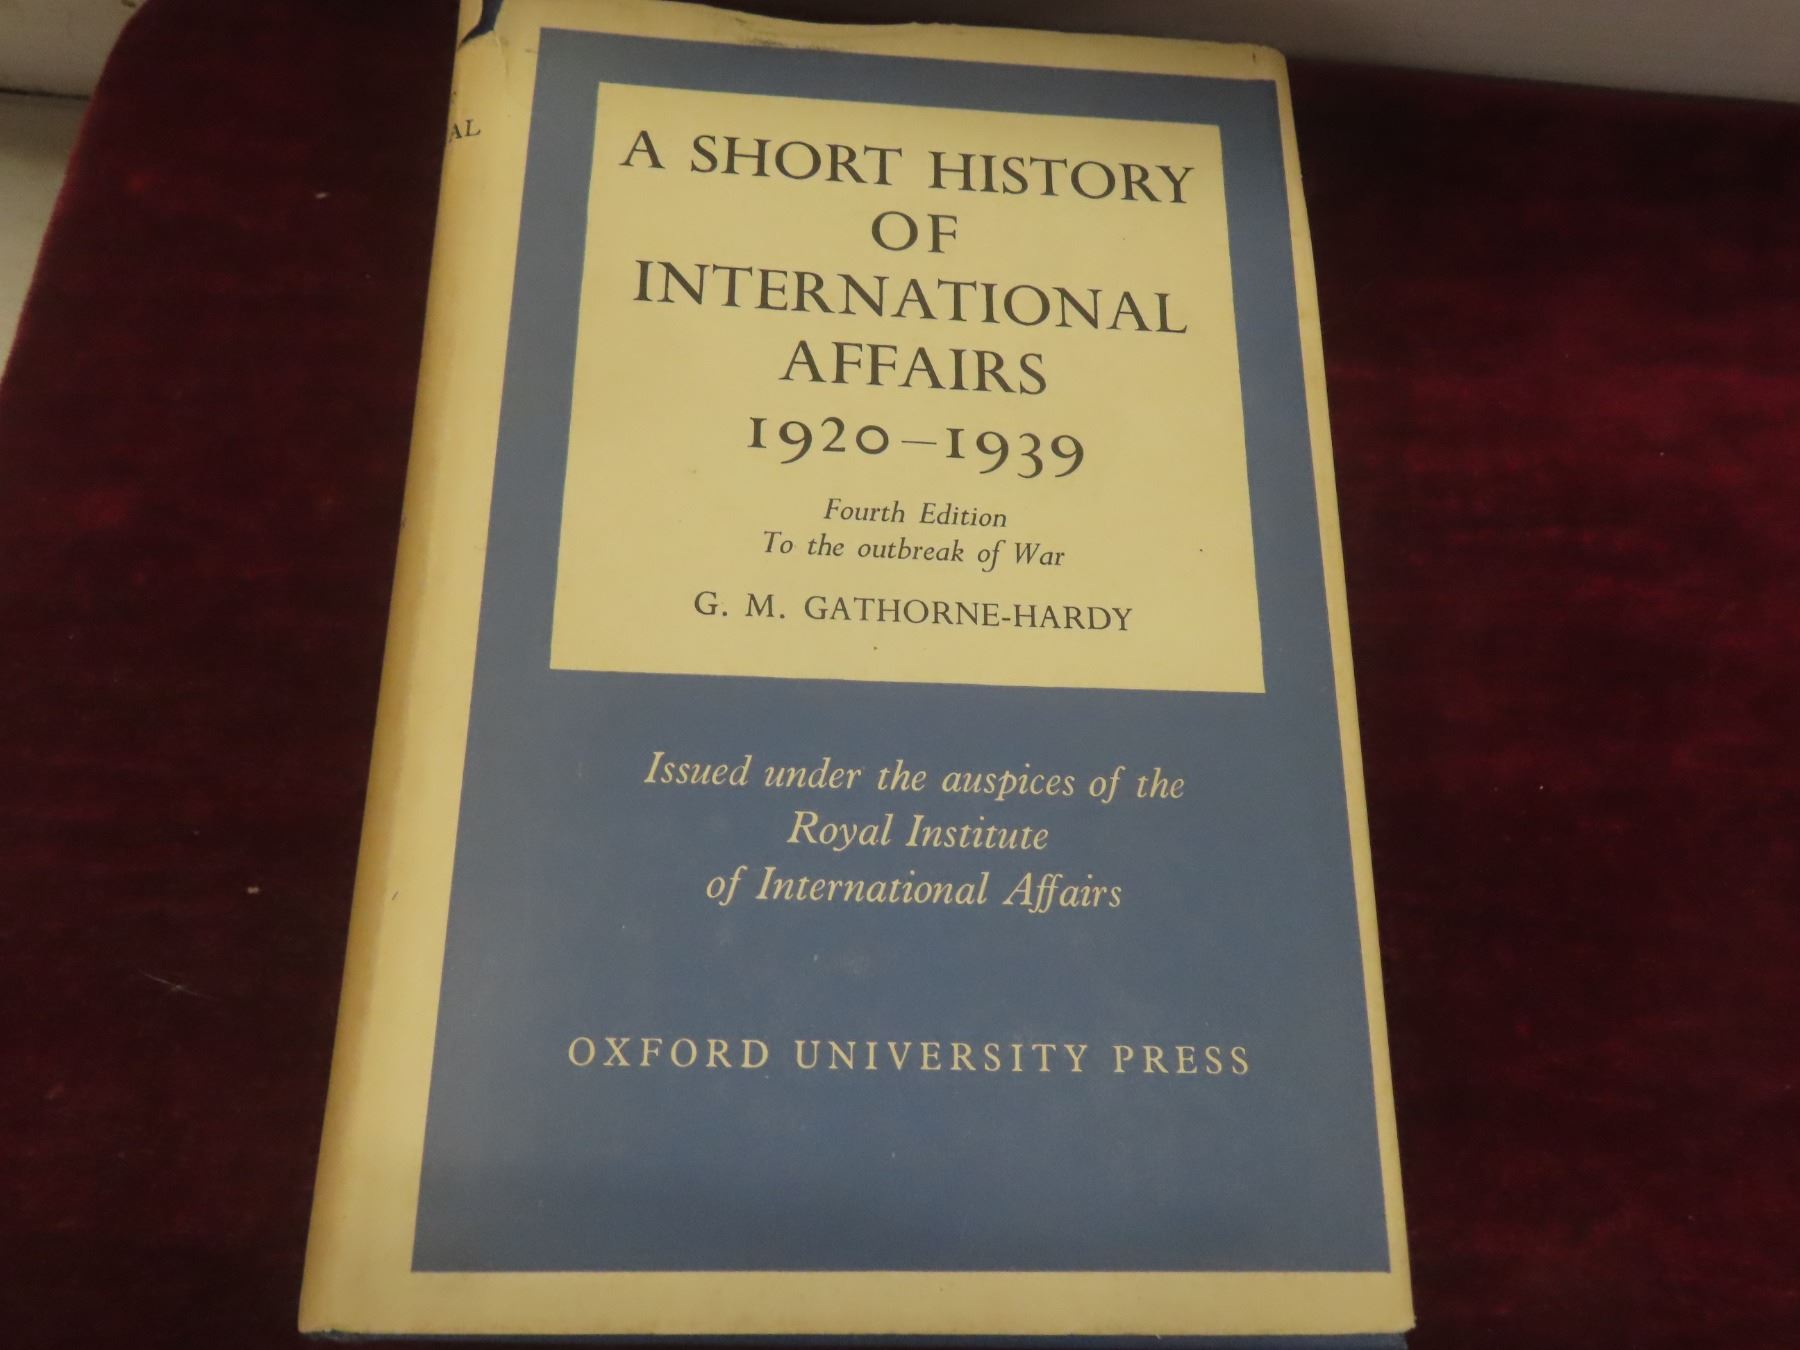 AL
A SHORT HISTORY
OF
INTERNATIONAL
AFFAIRS
1920–1939
Fourth Edition
To the outbreak of War
G. M. GATHORNE-HARDY
Issued under the auspices of the
Royal Institute
of International Affairs
OXFORD UNIVERSITY PRESS